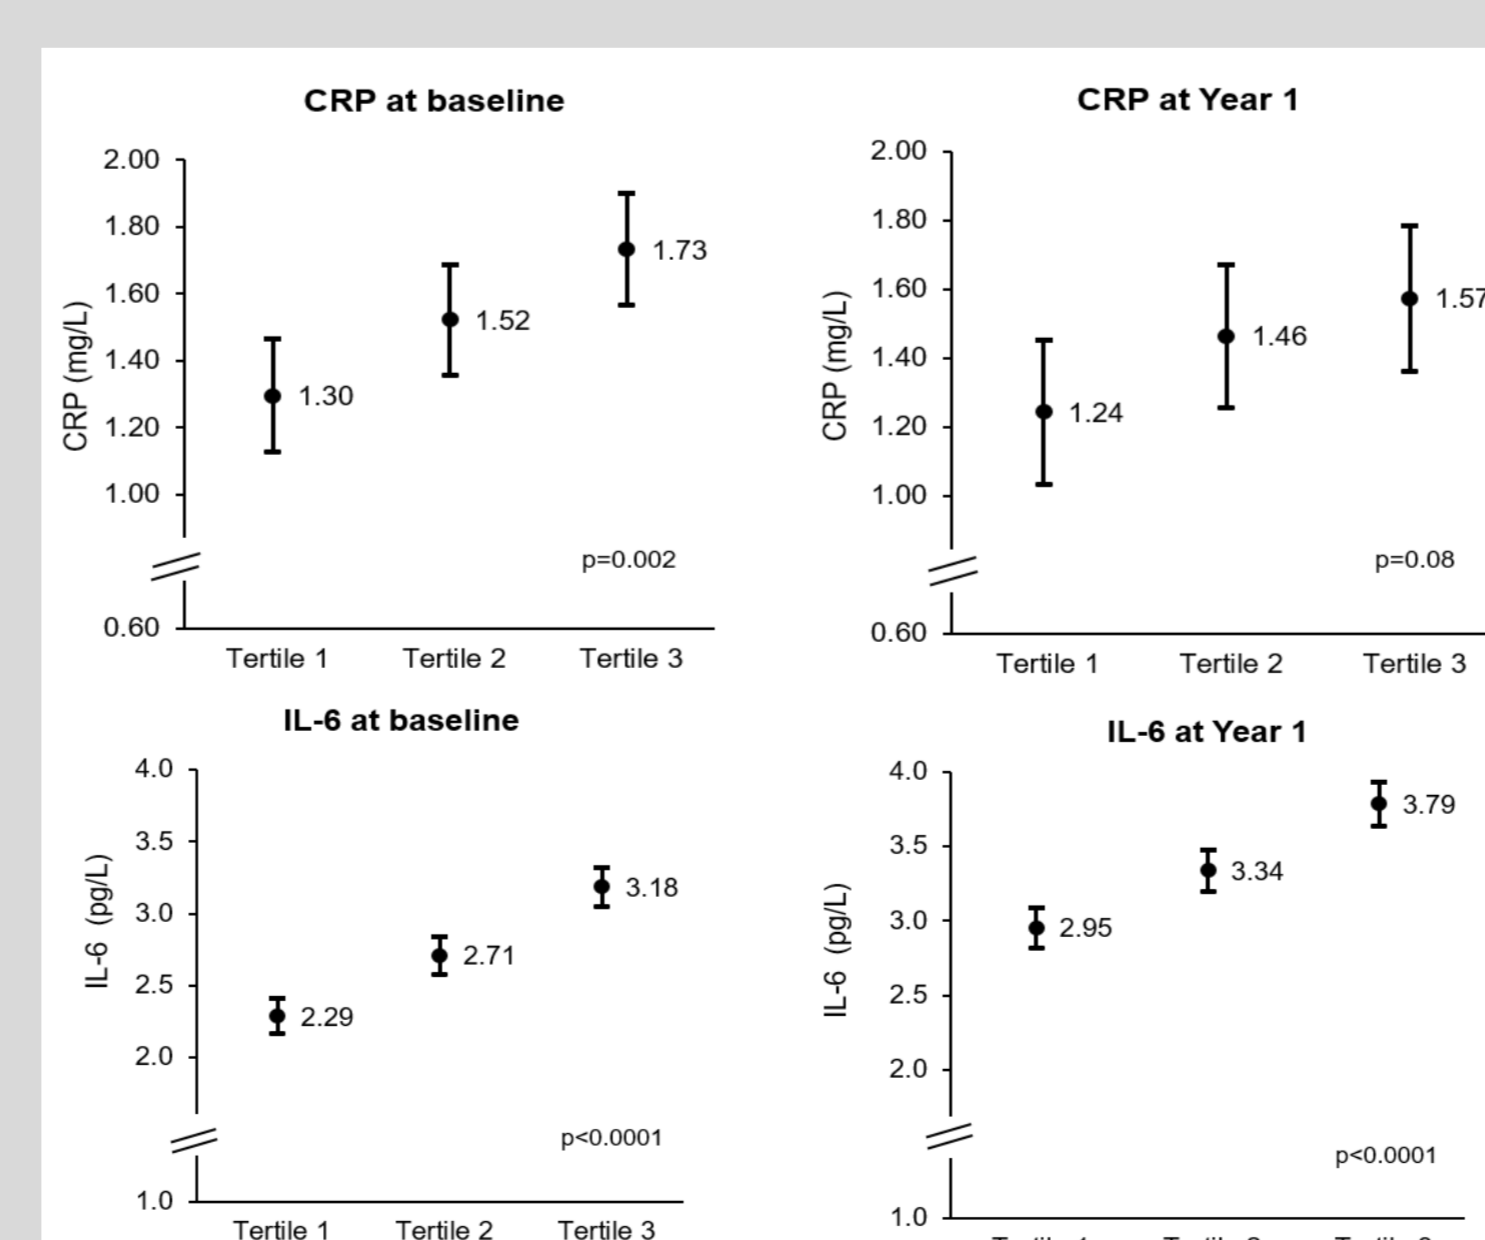 CRP at baseline
2.00
1.80
1.60
1.40
1.20
1.00
0.60
CRP (mg/L)
1.30
1.52
1.73
p=0.002
Tertile 1 Tertile 2 Tertile 3
CRP at Year 1
2.00
1.80
1.60
1.40
1.20
1.00
0.60
CRP (mg/L)
1.24
1.46
1.57
p=0.08
Tertile 1 Tertile 2 Tertile 3
IL-6 at baseline
4.0
3.5
3.0
2.5
2.0
1.0
IL-6 (pg/L)
2.29
2.71
3.18
p<0.0001
Tertile 1 Tertile 2 Tertile 3
IL-6 at Year 1
4.0
3.5
3.0
2.5
2.0
1.0
IL-6 (pg/L)
2.95
3.34
3.79
p<0.0001